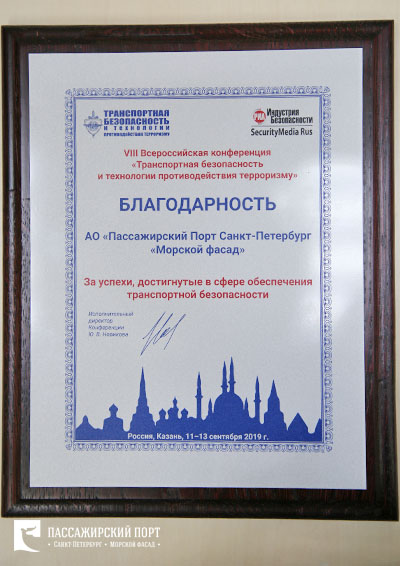 ТРАНСПОРТНАЯ
БЕЗОПАСНОСТЬ
И ТЕХНОЛОГИИ
ПРОТИВОДЕЙСТВИЯ ТЕРРОРИЗМУ
РИА Индустрия
Безопасности
SecurityMedia Rus
VIII Всероссийская конференция
«Транспортная безопасность
и технологии противодействия терроризму»
БЛАГОДАРНОСТЬ
АО «Пассажирский Порт Санкт-Петербург
«Морской фасад»
За успехи, достигнутые в сфере обеспечения
транспортной безопасности
Исполнительный
директор
Конференции
Ю. В. Новикова
Россия, Казань, 11–13 сентября 2019 г.
ПАССАЖИРСКИЙ ПОРТ
• Санкт-Петербург • Морской фасад •